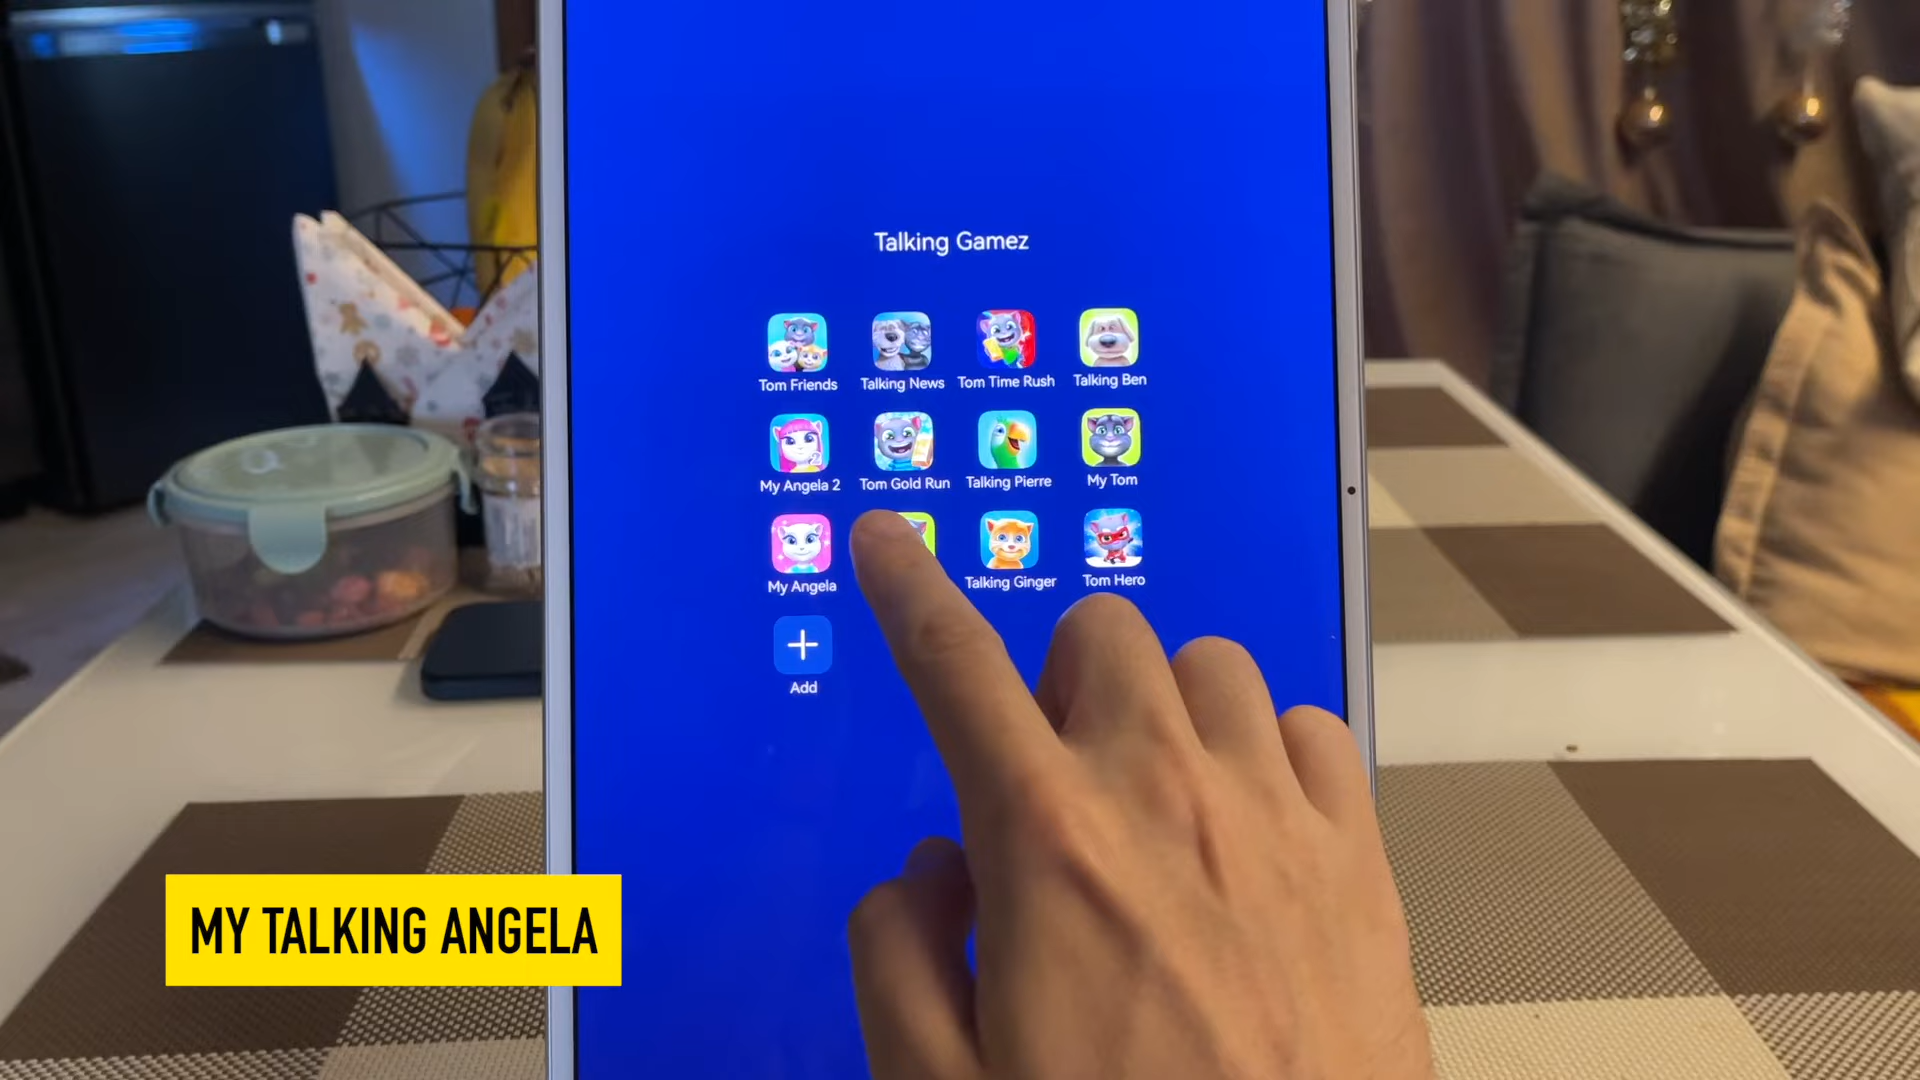 Talking Gamez
Tom Friends
Talking News
Tom Time Rush
Talking Ben
My Angela 2
Tom Gold Run
Talking Pierre
My Tom
My Angela
Talking Ginger
Tom Hero
Add
MY TALKING ANGELA